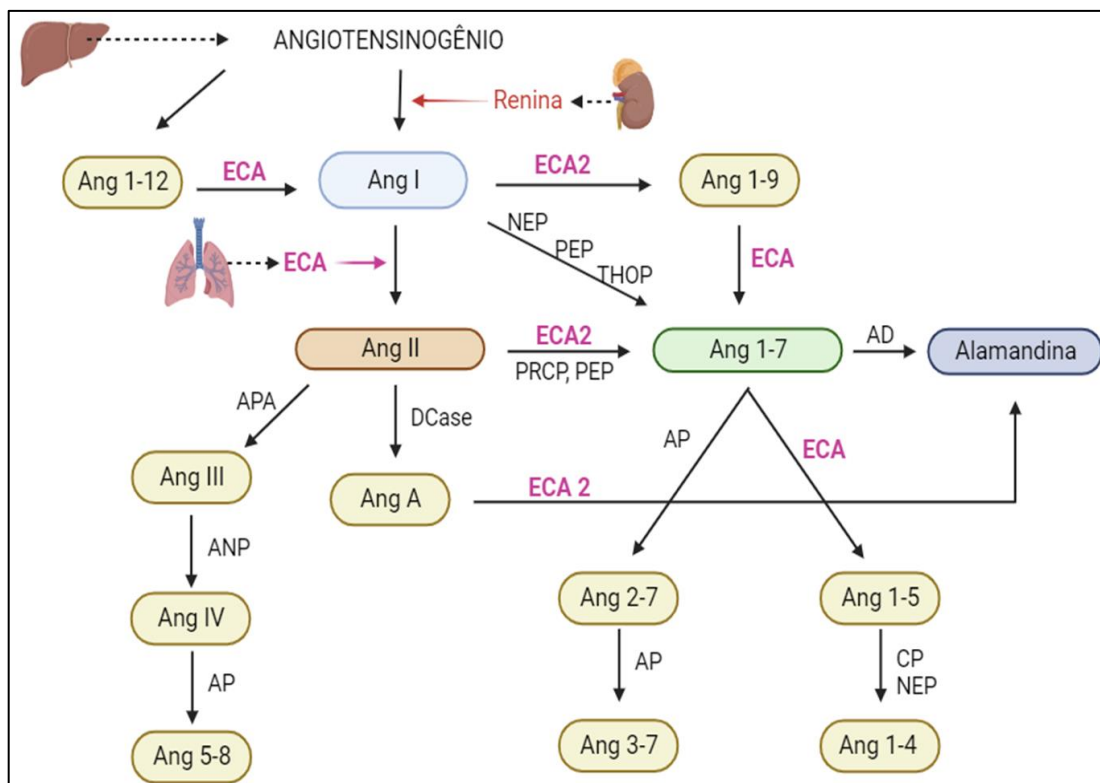 ANGIOTENSINOGÊNIO
Renina
Ang 1-12
ECA
Ang I
ECA2
Ang 1-9
NEP
PEP
THOP
ECA
ECA
Ang II
ECA2
PRCP, PEP
Ang 1-7
AD
Alamandina
APA
DCase
AP
ECA
Ang III
Ang A
ECA 2
ANP
Ang IV
Ang 2-7
Ang 1-5
AP
AP
CP
NEP
Ang 5-8
Ang 3-7
Ang 1-4